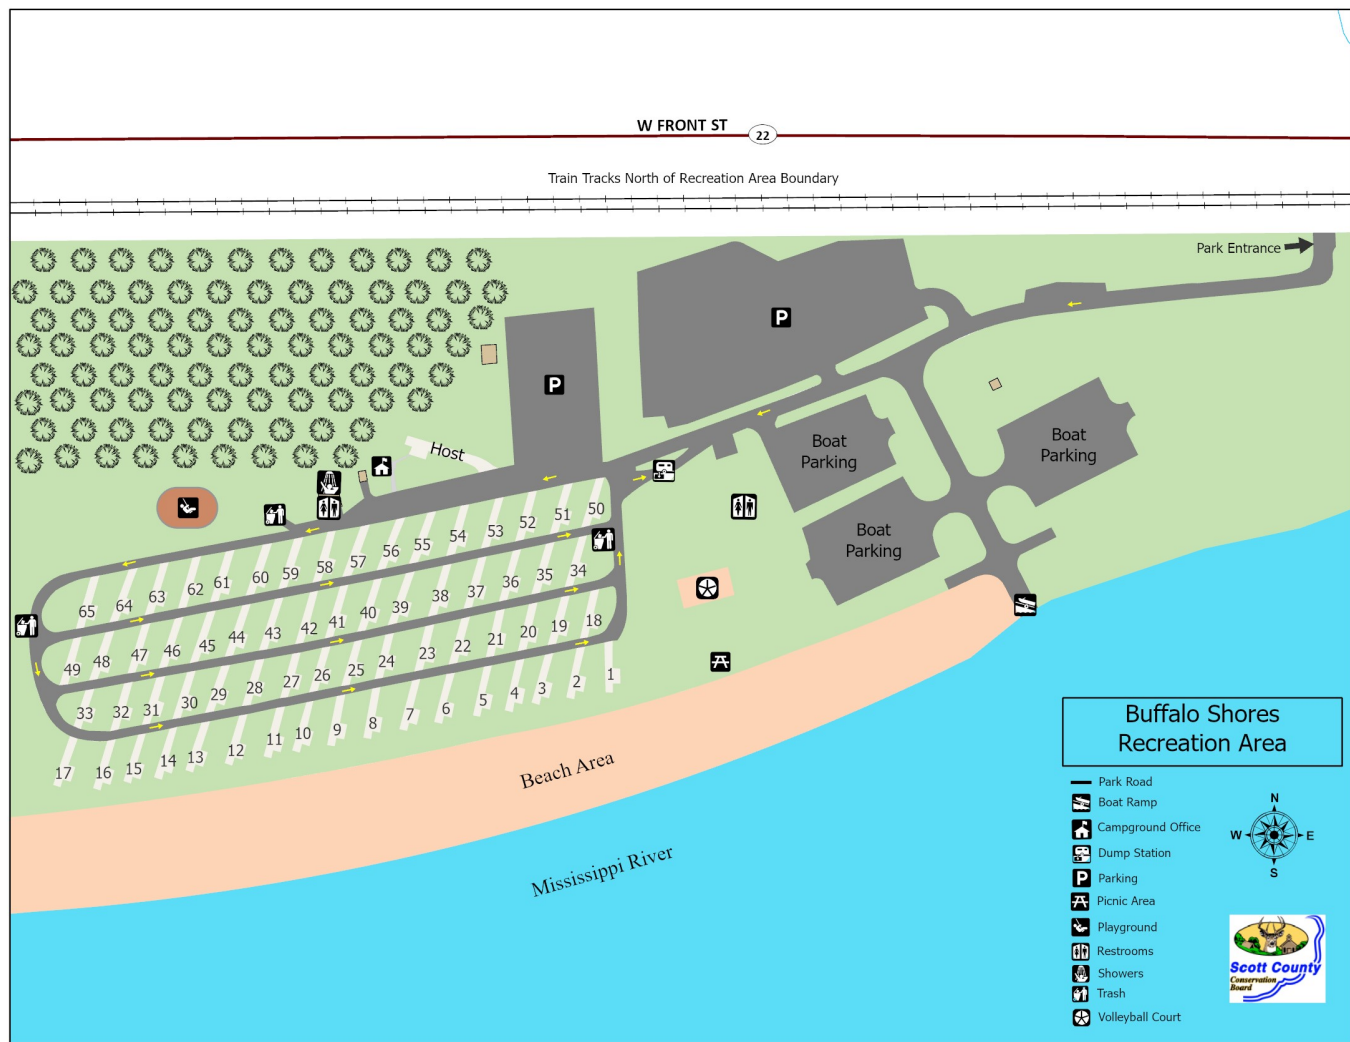 W FRONT ST
22
Train Tracks North of Recreation Area Boundary
Park Entrance
P
P
Boat
Parking
Boat
Parking
Boat
Parking
Host
50
51
52
53
54
55
56
57
58
59
60
61
62
63
64
65
34
35
36
37
38
39
40
41
42
43
44
45
46
47
48
49
18
19
20
21
22
23
24
25
26
27
28
29
30
31
32
33
1
2
3
4
5
6
7
8
9
10
11
12
13
14
15
16
17
Beach Area
Mississippi River
Buffalo Shores
Recreation Area
Park Road
Boat Ramp
Campground Office
Dump Station
P Parking
Picnic Area
Playground
Restrooms
Showers
Trash
Volleyball Court
N
W E
S
Scott County
Conservation
Board